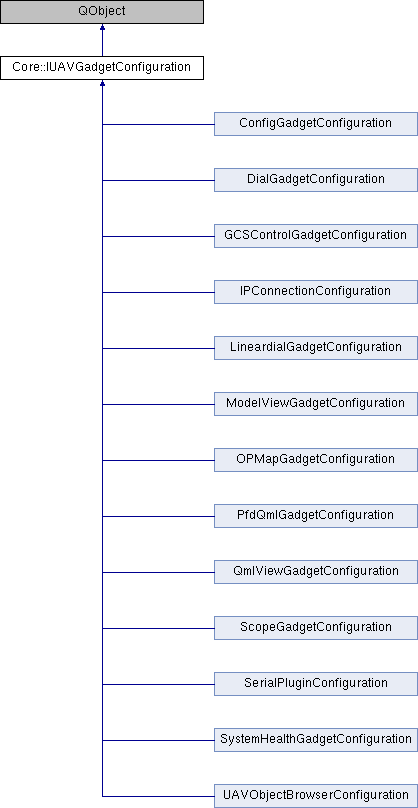 QObject
Core::IUAVGadgetConfiguration
ConfigGadgetConfiguration
DialGadgetConfiguration
GCSControlGadgetConfiguration
IPConnectionConfiguration
LineardialGadgetConfiguration
ModelViewGadgetConfiguration
OPMapGadgetConfiguration
PfdQmlGadgetConfiguration
QmlViewGadgetConfiguration
ScopeGadgetConfiguration
SerialPluginConfiguration
SystemHealthGadgetConfiguration
UAVObjectBrowserConfiguration